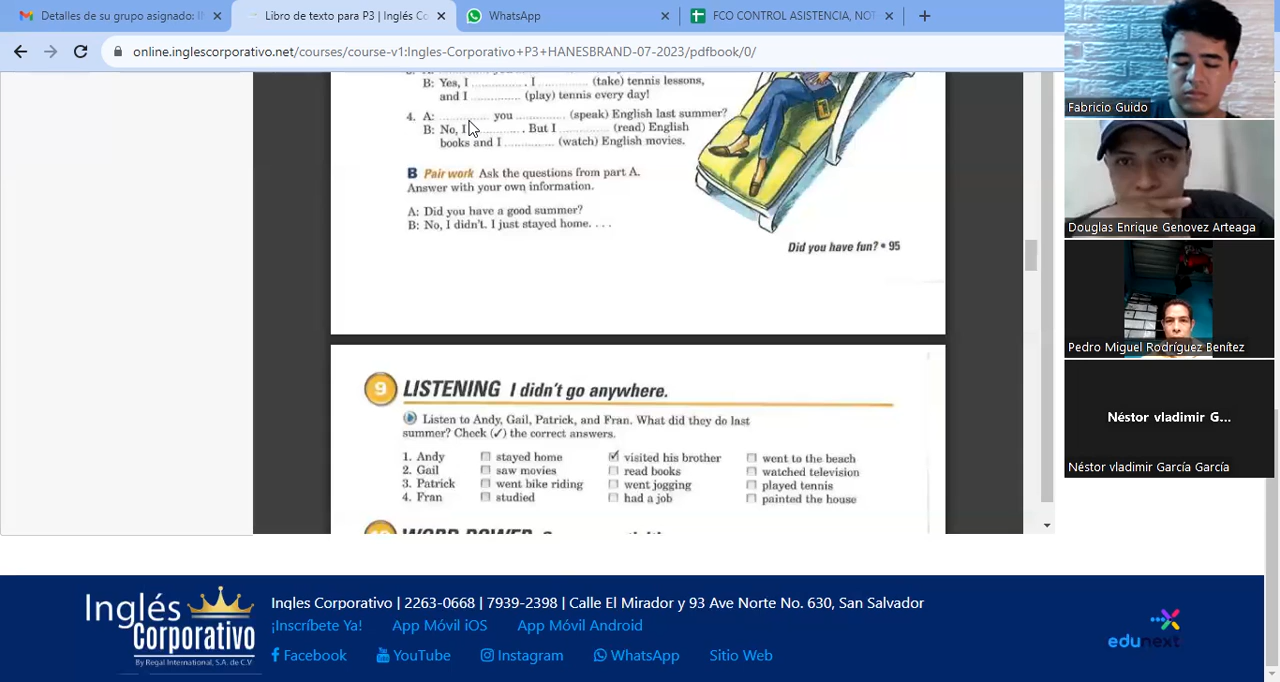 Detalles de su grupo asignado: I
Libro de texto para P3 | Inglés C
WhatsApp
FCO CONTROL ASISTENCIA, NOT
online.inglescorporativo.net/courses/course-v1:Ingles-Corporativo+P3+HANESBRAND-07-2023/pdfbook/0/
B: Yes, I ............ . I ............ (take) tennis lessons,
and I ............ (play) tennis every day!
4. A: ............ you ............ (speak) English last summer?
B: No, I ............ . But I ............ (read) English
books and I ............ (watch) English movies.
B Pair work Ask the questions from part A.
Answer with your own information.
A: Did you have a good summer?
B: No, I didn't. I just stayed home. . . .
Did you have fun? • 95
9 LISTENING I didn't go anywhere.
Listen to Andy, Gail, Patrick, and Fran. What did they do last
summer? Check (✓) the correct answers.
1. Andy ☐ stayed home ☑ visited his brother ☐ went to the beach
2. Gail ☐ saw movies ☐ read books ☐ watched television
3. Patrick ☐ went bike riding ☐ went jogging ☐ played tennis
4. Fran ☐ studied ☐ had a job ☐ painted the house
Fabricio Guido
Douglas Enrique Genovez Arteaga
Pedro Miguel Rodríguez Benítez
Néstor vladimir G...
Néstor vladimir García García
Inglés
Corporativo
By Regal International, S.A. de C.V
Ingles Corporativo | 2263-0668 | 7939-2398 | Calle El Mirador y 93 Ave Norte No. 630, San Salvador
¡Inscríbete Ya! App Móvil iOS App Móvil Android
Facebook YouTube Instagram WhatsApp Sitio Web
edunext